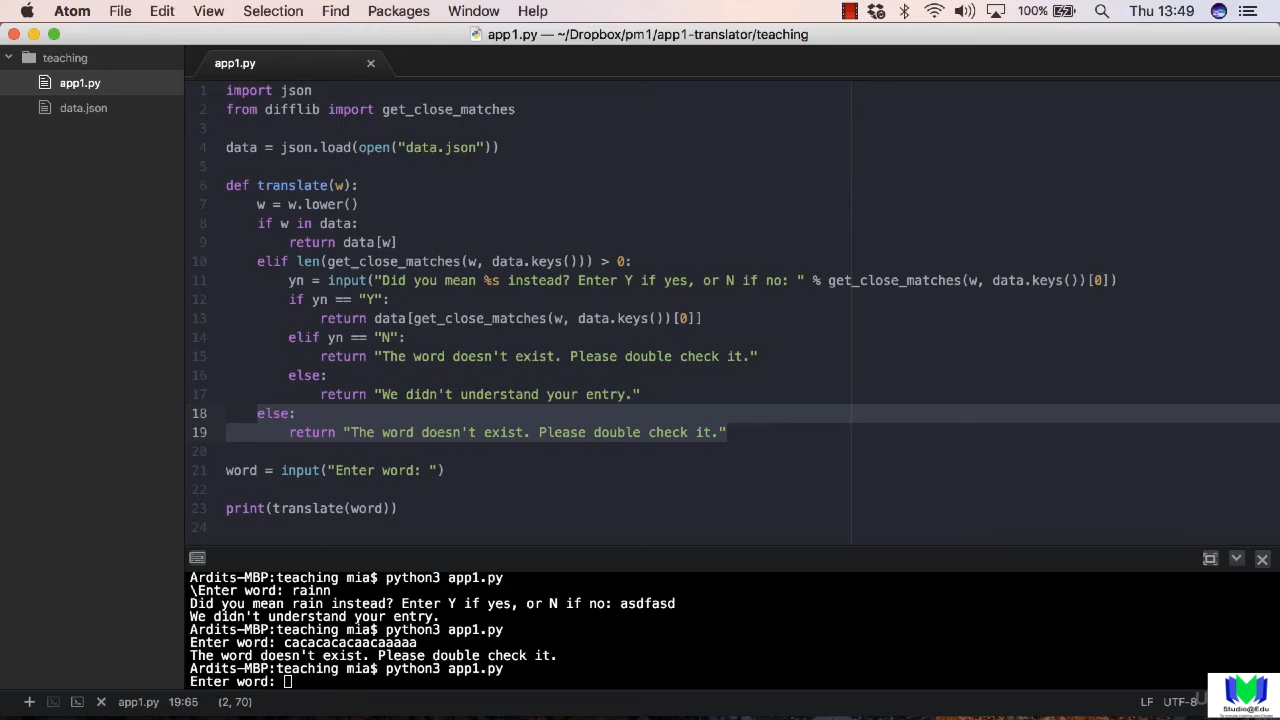 Atom File Edit View Selection Find Packages Window Help 100% Thu 13:49
app1.py — ~/Dropbox/pm1/app1-translator/teaching
teaching
app1.py
data.json
app1.py
1 import json
2 from difflib import get_close_matches
3
4 data = json.load(open("data.json"))
5
6 def translate(w):
7     w = w.lower()
8     if w in data:
9         return data[w]
10     elif len(get_close_matches(w, data.keys())) > 0:
11         yn = input("Did you mean %s instead? Enter Y if yes, or N if no: " % get_close_matches(w, data.keys())[0])
12         if yn == "Y":
13             return data[get_close_matches(w, data.keys())[0]]
14         elif yn == "N":
15             return "The word doesn't exist. Please double check it."
16         else:
17             return "We didn't understand your entry."
18     else:
19         return "The word doesn't exist. Please double check it."
20
21 word = input("Enter word: ")
22
23 print(translate(word))
24
Ardits-MBP:teaching mia$ python3 app1.py
\Enter word: rainn
Did you mean rain instead? Enter Y if yes, or N if no: asdfasd
We didn't understand your entry.
Ardits-MBP:teaching mia$ python3 app1.py
Enter word: cacacacacaacaaaaa
The word doesn't exist. Please double check it.
Ardits-MBP:teaching mia$ python3 app1.py
Enter word:
app1.py 19:65 (2, 70) LF UTF-8
Studio@Edu